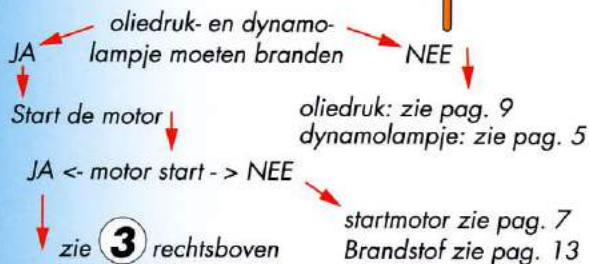 oliedruk- en dynamo-
JA lampje moeten branden NEE
Start de motor
oliedruk: zie pag. 9
dynamolampje: zie pag. 5
JA <- motor start - > NEE
startmotor zie pag. 7
zie 3 rechtsboven
Brandstof zie pag. 13